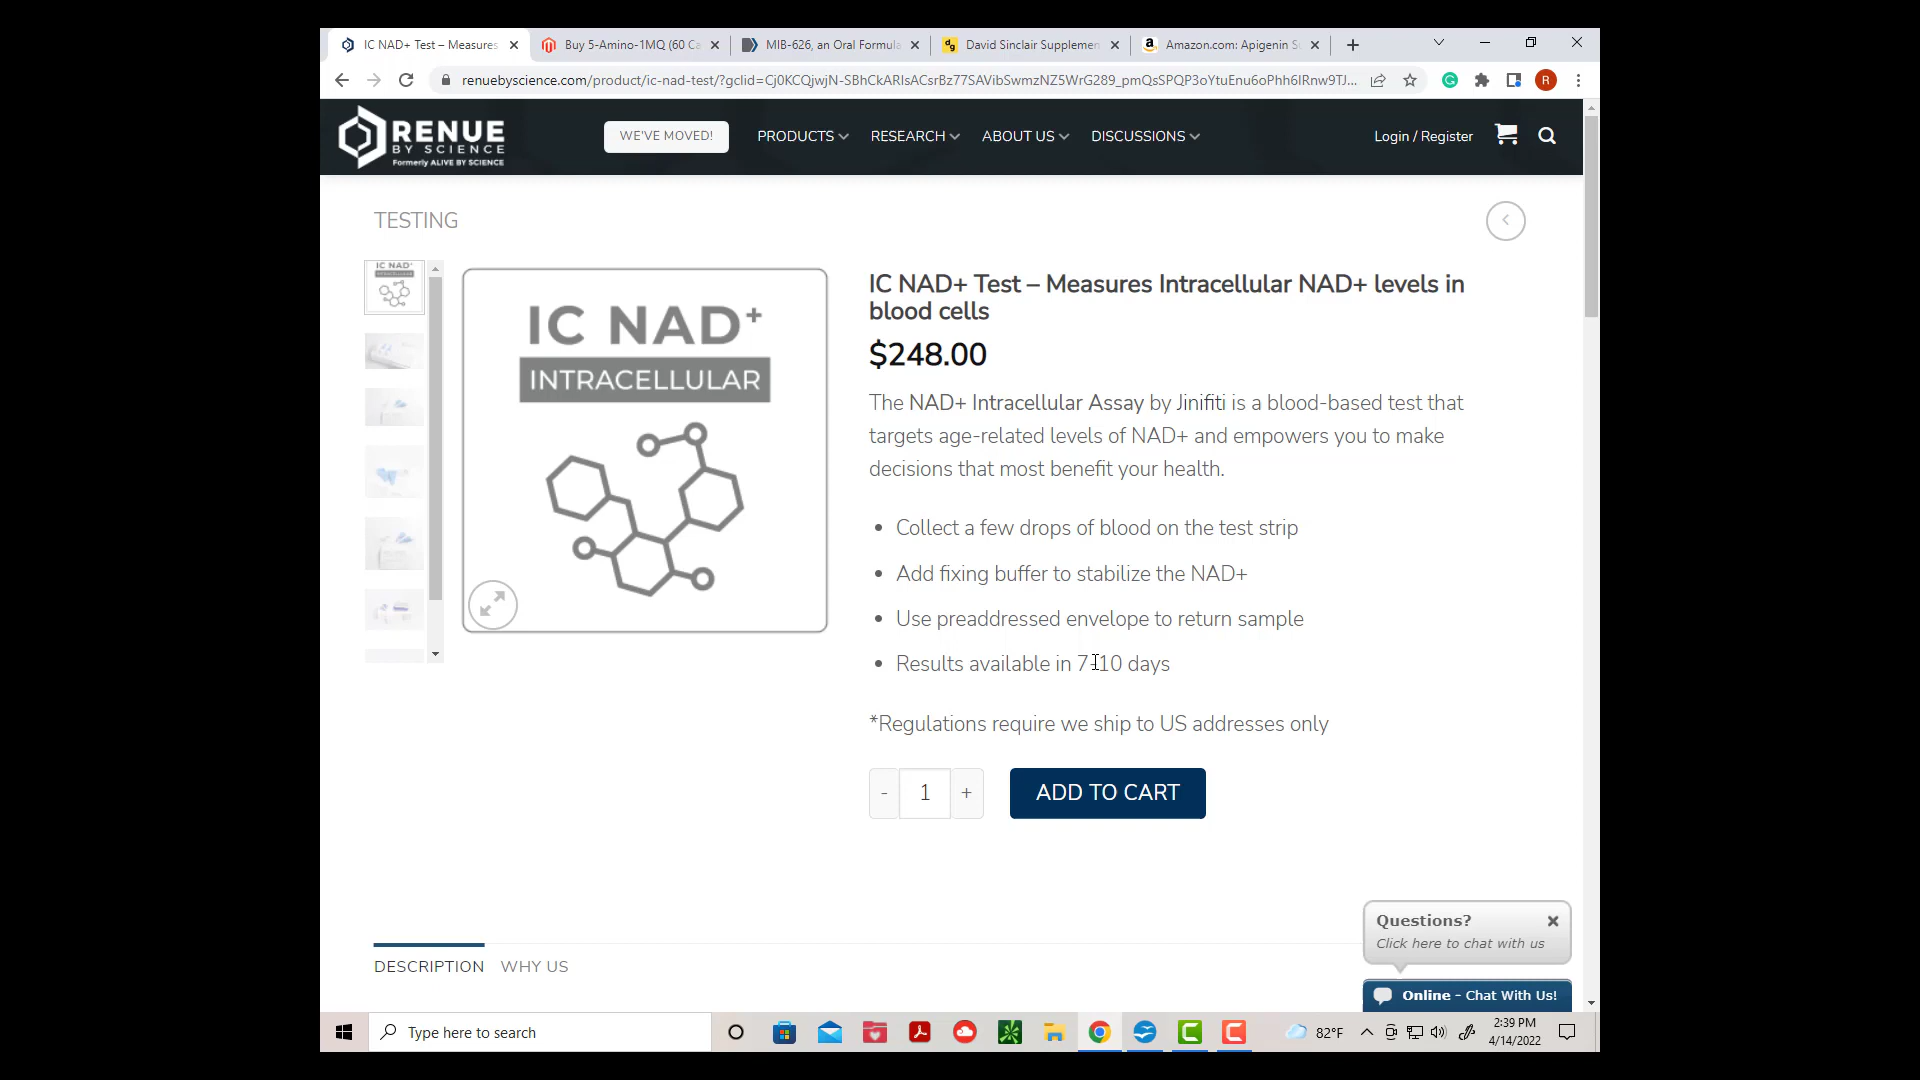 IC NAD+ Test – Measures
Buy 5-Amino-1MQ (60 Ca
MIB-626, an Oral Formula
David Sinclair Supplemen
Amazon.com: Apigenin S
renuebyscience.com/product/ic-nad-test/?gclid=Cj0KCQjwjN-SBhCkARIsACsrBz77SAVibSwmzNZ5WrG289_pmQsSPQP3oYtuEnu6oPhh6IRnw9TJ...
R
RENUE
BY SCIENCE
Formerly ALIVE BY SCIENCE
WE'VE MOVED!
PRODUCTS
RESEARCH
ABOUT US
DISCUSSIONS
Login / Register
TESTING
IC NAD+
INTRACELLULAR
IC NAD+
INTRACELLULAR
IC NAD+ Test – Measures Intracellular NAD+ levels in
blood cells
$248.00
The NAD+ Intracellular Assay by Jinifiti is a blood-based test that
targets age-related levels of NAD+ and empowers you to make
decisions that most benefit your health.
• Collect a few drops of blood on the test strip
• Add fixing buffer to stabilize the NAD+
• Use preaddressed envelope to return sample
• Results available in 7-10 days
*Regulations require we ship to US addresses only
- 1 +
ADD TO CART
Questions?
Click here to chat with us
DESCRIPTION
WHY US
Online - Chat With Us!
Type here to search
82°F
2:39 PM
4/14/2022